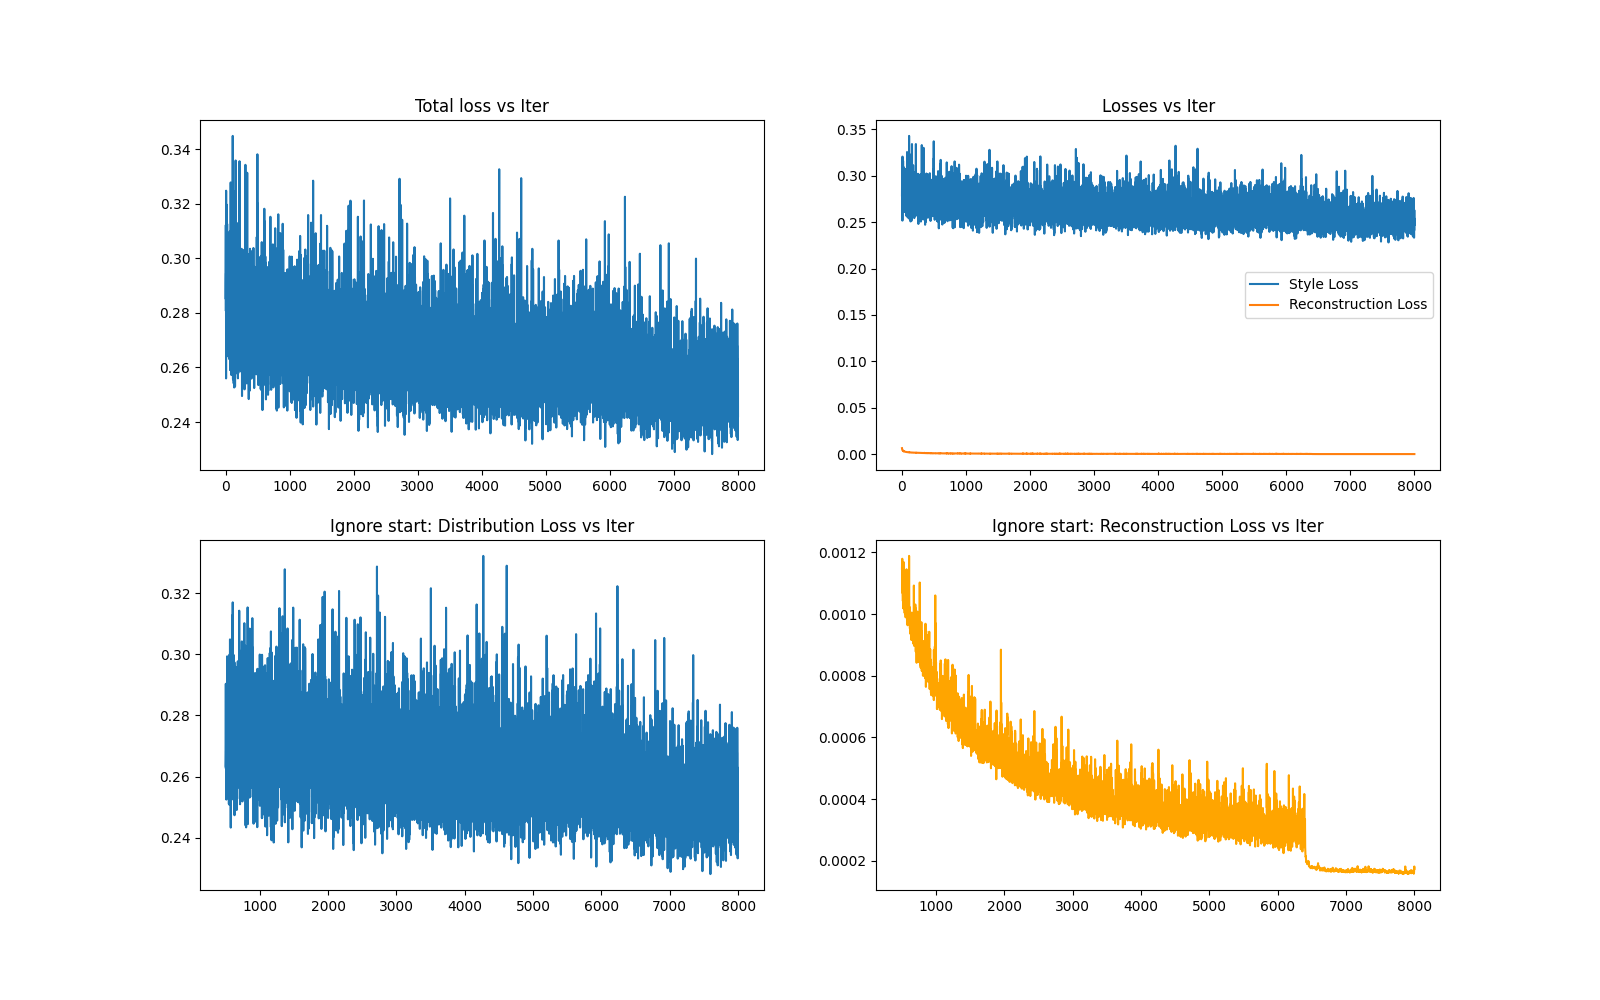 Total loss vs Iter
0.34
0.32
0.30
0.28
0.26
0.24
0 1000 2000 3000 4000 5000 6000 7000 8000
Losses vs Iter
0.35
0.30
0.25
0.20
0.15
0.10
0.05
0.00
Style Loss
Reconstruction Loss
0 1000 2000 3000 4000 5000 6000 7000 8000
Ignore start: Distribution Loss vs Iter
0.32
0.30
0.28
0.26
0.24
1000 2000 3000 4000 5000 6000 7000 8000
Ignore start: Reconstruction Loss vs Iter
0.0012
0.0010
0.0008
0.0006
0.0004
0.0002
1000 2000 3000 4000 5000 6000 7000 8000